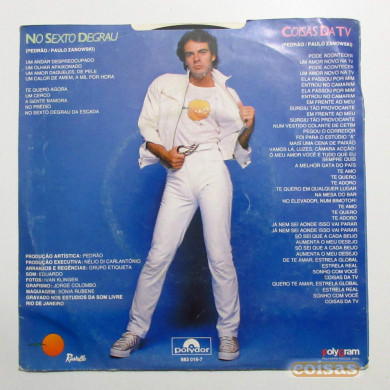 NO SEXTO DEGRAU
(PEDRÃO / PAULO ZANOWSKI)
UM ANDAR DESPREOCUPADO
UM OLHAR APAIXONADO
UM AMOR DAQUELES, DE PELE
UM CALOR DE AMEM, A MIL POR HORA
TE QUERO AGORA
UM CERCO
A GENTE NAMORA
NO PRÉDIO
NO SEXTO DEGRAU DA ESCADA
PRODUÇÃO ARTÍSTICA: PEDRÃO
PRODUÇÃO EXECUTIVA: NÉLIO DI CARLANTÔNIO
ARRANJOS E REGÊNCIAS: GRUPO ETIQUETA
SOM: EDUARDO
FOTOS: IVAN KLINGEN
GRAFISMO: JORGE COLOMBO
MAQUIAGEM: SONIA RUBENE
GRAVADO NOS ESTÚDIOS DA SOM LIVRE
RIO DE JANEIRO
COISAS DA TV
(PEDRÃO / PAULO ZANOWSKI)
PODE ACONTECER
UM AMOR NOVO NA TV
PODE ACONTECER
UM AMOR NOVO NA TV
ELA PASSOU POR MIM
ENTROU NO CAMARIM
ELA PASSOU POR MIM
ENTROU NO CAMARIM
EM FRENTE AO MEU
SURGIU TÃO PROVOCANTE
EM FRENTE AO MEU
SURGIU TÃO PROVOCANTE
NUM VESTIDO COLANTE DE CETIM
PEGOU O CORREDOR
FOI PARA O ESTÚDIO "A"
MAIS UMA CENA DE PAIXÃO
VAMOS LÁ, LUZES, CÂMARA ACÇÃO!
Ó MEU AMOR VOCÊ É TUDO QUE EU
SEMPRE QUIS
A MELHOR GATA DO PAÍS
TE AMO
TE QUERO
TE ADORO
TE QUERO EM QUALQUER LUGAR
NA MESA DO BAR
NO ELEVADOR, NUM BIMOTOR!
TE AMO
TE QUERO
TE ADORO
JÁ NEM SEI AONDE ISSO VAI PARAR
JÁ NEM SEI AONDE ISSO VAI PARAR
SÓ SEI QUE A CADA BEIJO
AUMENTA O MEU DESEJO
SÓ SEI QUE A CADA BEIJO
AUMENTA O MEU DESEJO
DE TE AMAR, ESTRELA GLOBAL
ESTRELA REAL
SONHO COM VOCÊ
COISAS DA TV
QUERO TE AMAR, ESTRELA GLOBAL
ESTRELA REAL
SONHO COM VOCÊ
COISAS DA TV
polydor
883 015-7
polygram
coisas